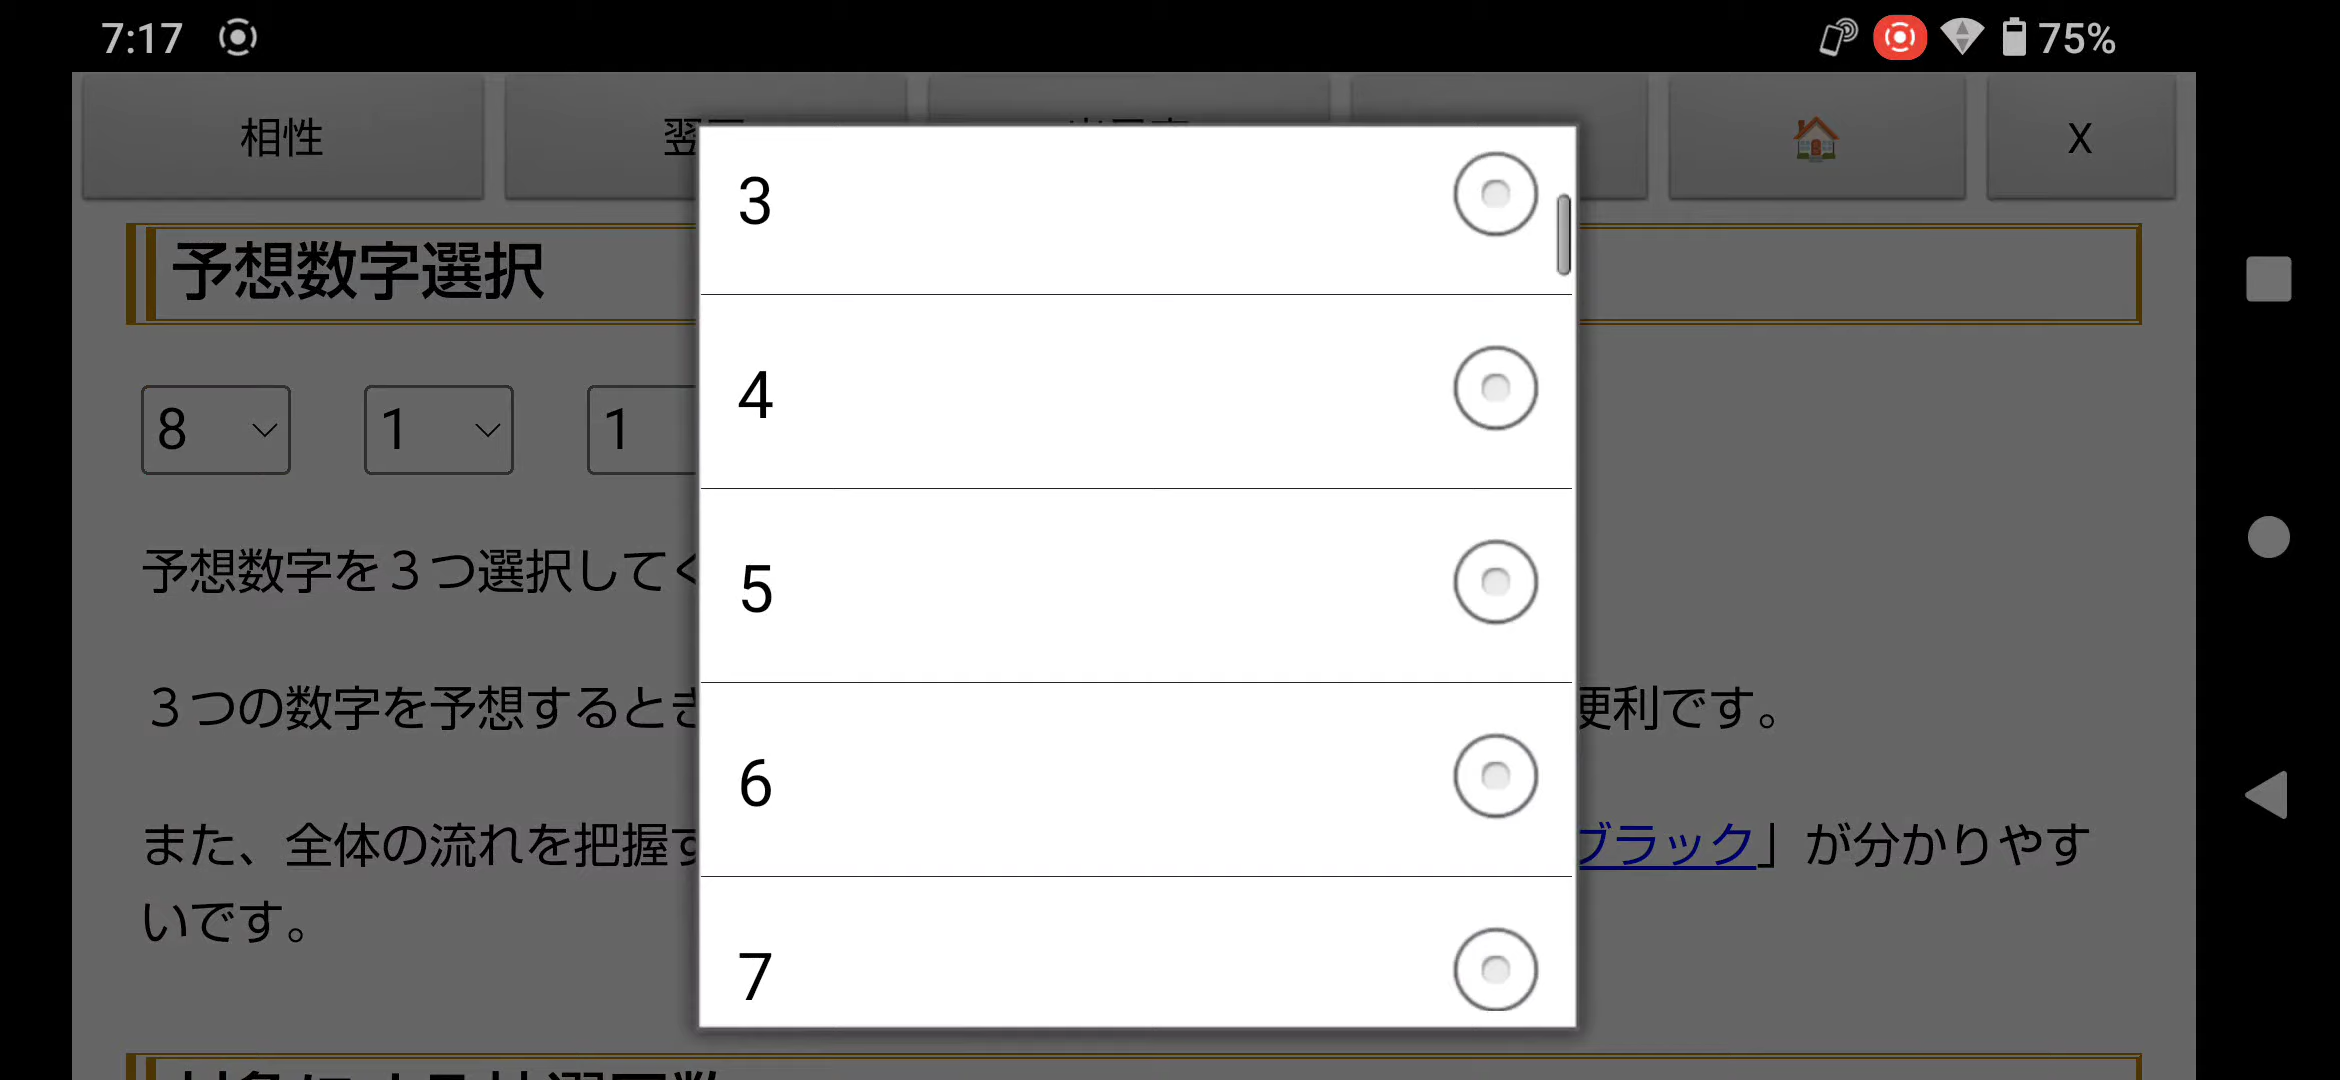 7:17
75%
相性
翌
X
予想数字選択
8
1
1
3
4
5
6
7
予想数字を３つ選択して
３つの数字を予想するとき
便利です。
また、全体の流れを把握す
ブラック」が分かりやす
いです。